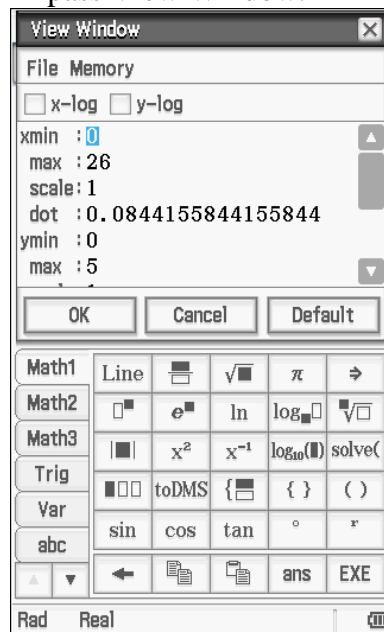 View Window
File Memory
x-log y-log
xmin :0
max :26
scale:1
dot :0.0844155844155844
ymin :0
max :5
OK Cancel Default
Math1 Line √■ π ⇒
Math2 e■ ln log■□ ■√□
Math3 |■| x² x⁻¹ log₁₀(■) solve(
Trig ■□□ toDMS { { } ( )
Var sin cos tan ° r
abc
ans EXE
Rad Real